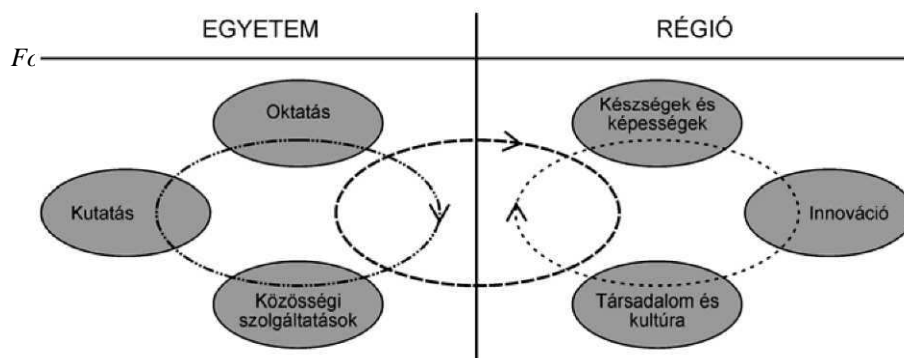 EGYETEM
RÉGIÓ
Oktatás
Készségek és
képességek
Kutatás
Innováció
Közösségi
szolgáltatások
Társadalom és
kultúra